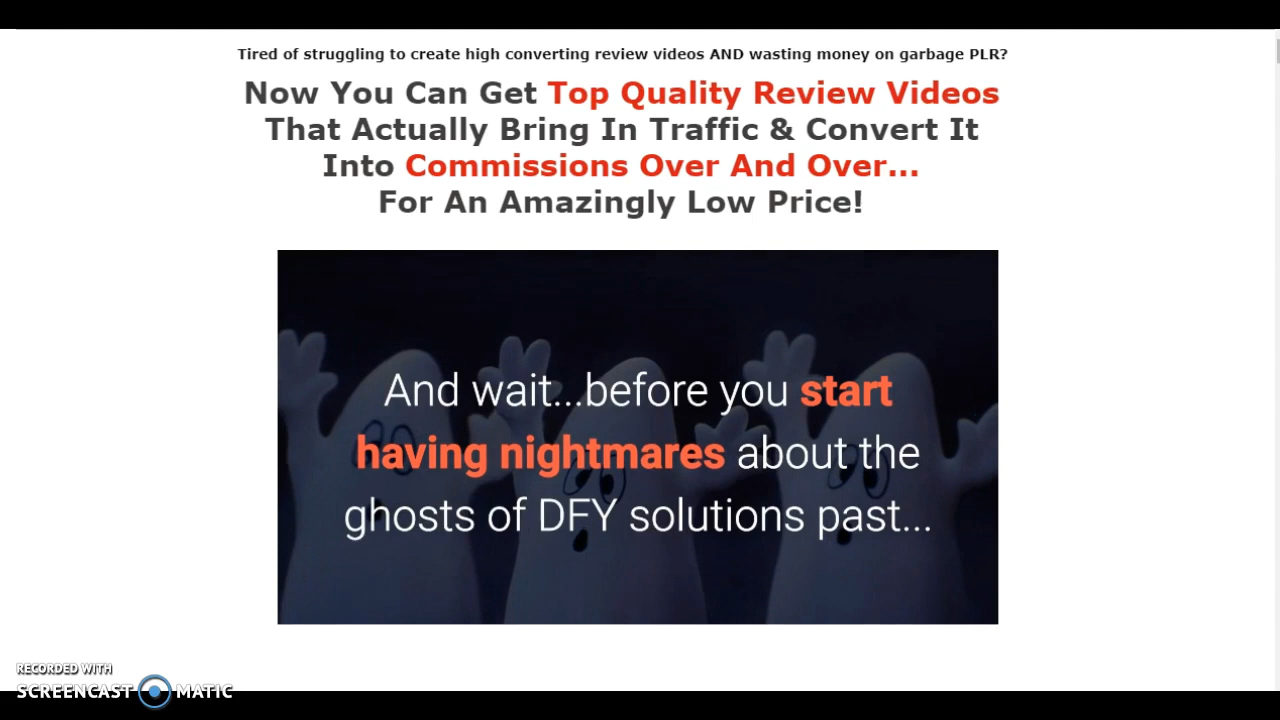 Tired of struggling to create high converting review videos AND wasting money on garbage PLR?
Now You Can Get Top Quality Review Videos
That Actually Bring In Traffic & Convert It
Into Commissions Over And Over...
For An Amazingly Low Price!
And wait...before you start
having nightmares about the
ghosts of DFY solutions past...
RECORDED WITH
SCREENCAST MATIC